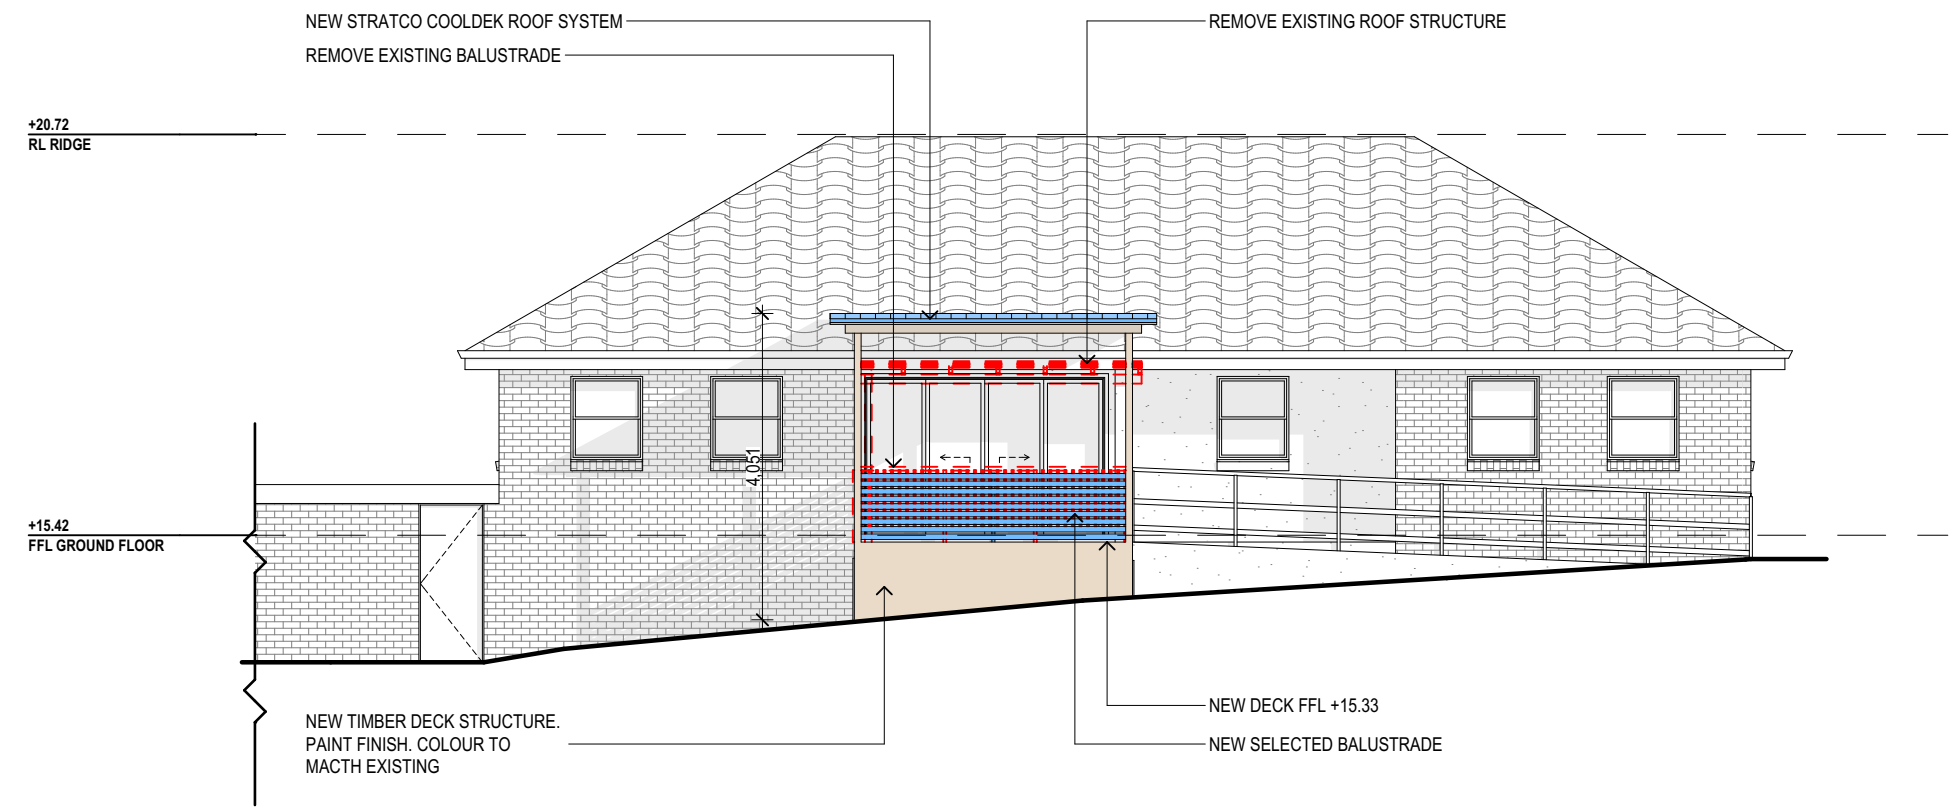 NEW STRATCO COOLDEK ROOF SYSTEM
REMOVE EXISTING ROOF STRUCTURE
REMOVE EXISTING BALUSTRADE
+20.72
RL RIDGE
4,051
+15.42
FFL GROUND FLOOR
NEW TIMBER DECK STRUCTURE.
PAINT FINISH. COLOUR TO
MACTH EXISTING
NEW DECK FFL +15.33
NEW SELECTED BALUSTRADE